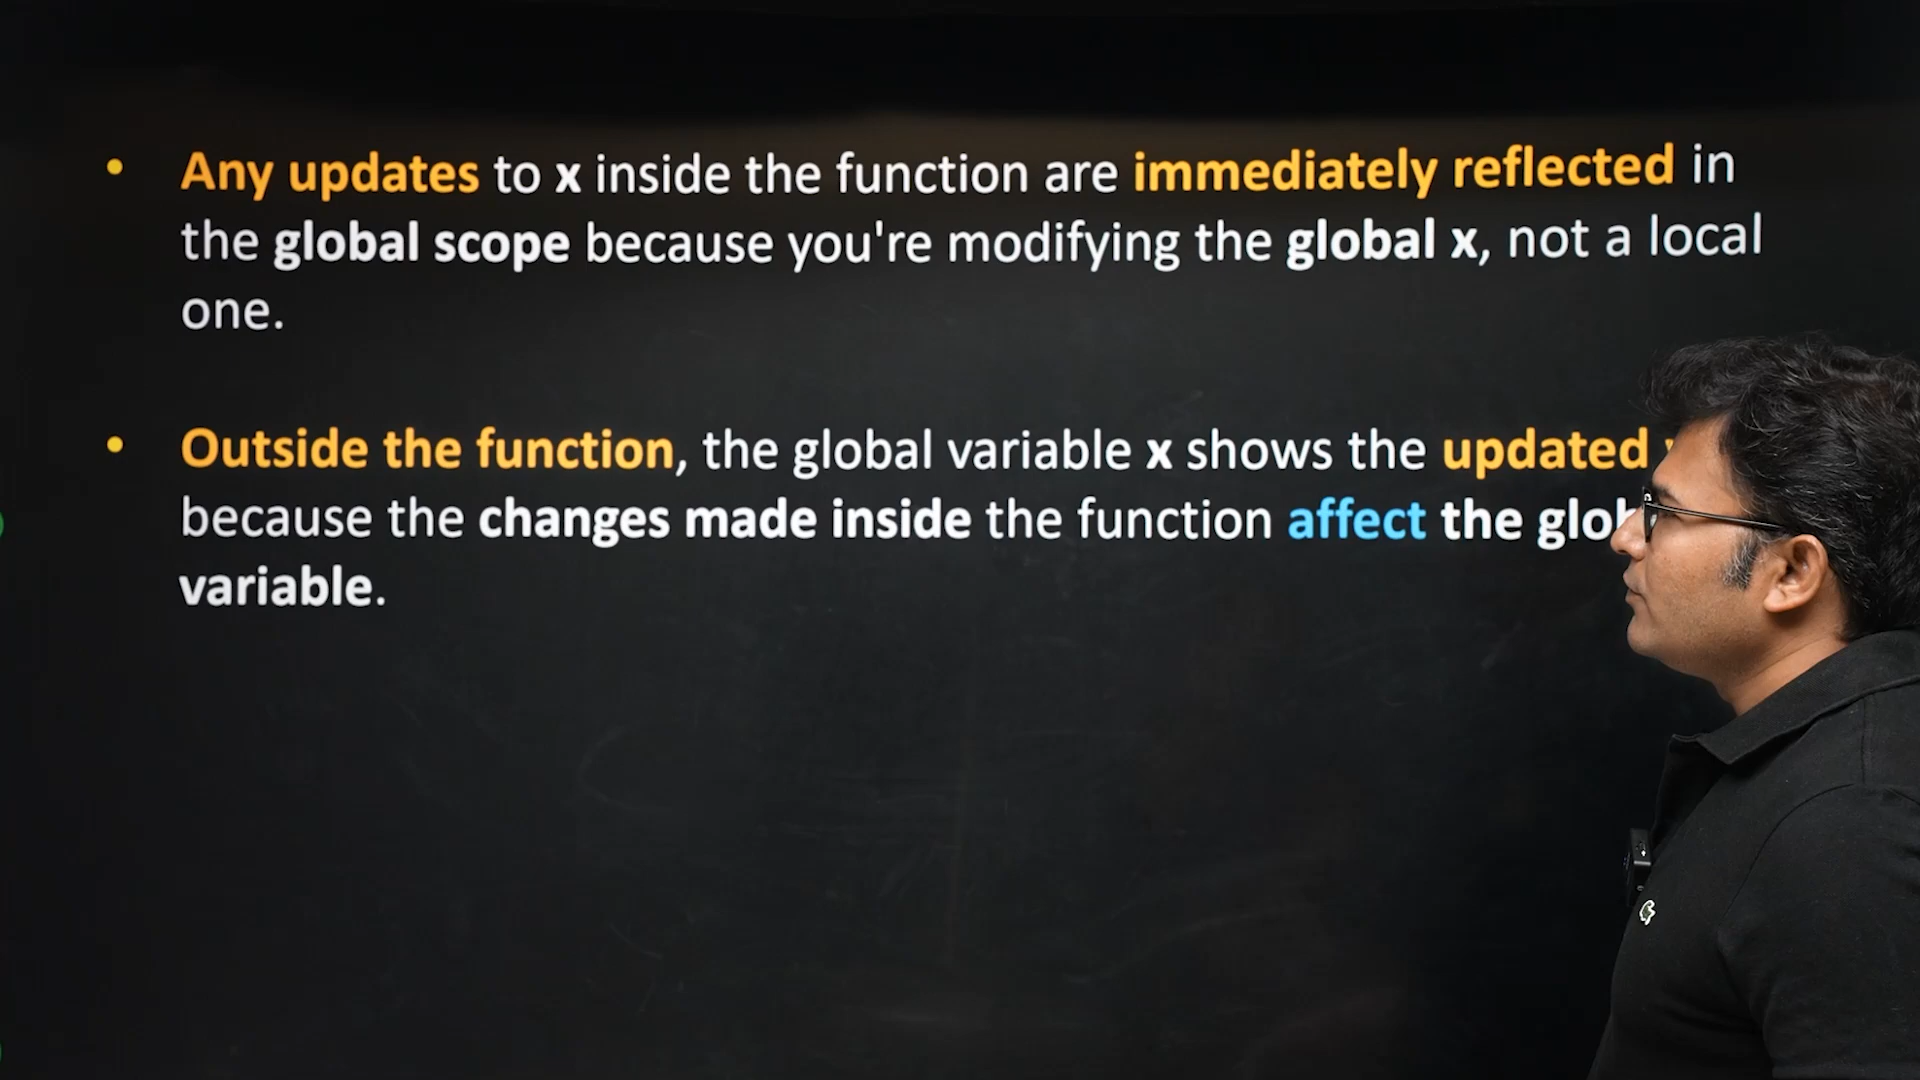 • Any updates to x inside the function are immediately reflected in
the global scope because you're modifying the global x, not a local
one.
• Outside the function, the global variable x shows the updated
because the changes made inside the function affect the
variable.